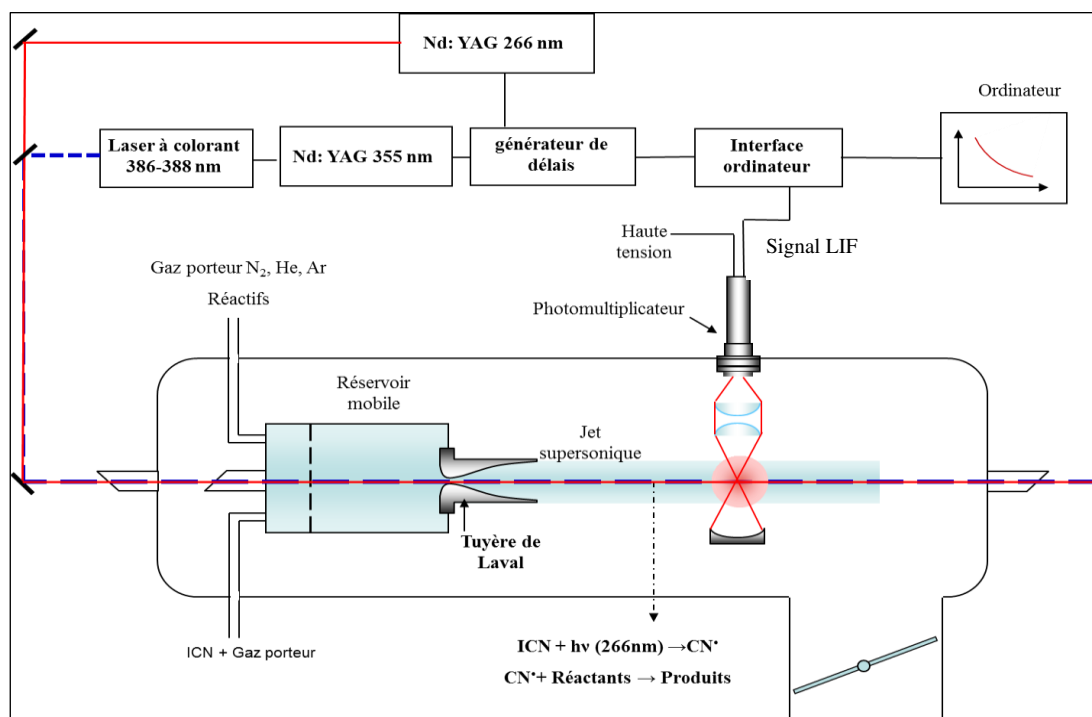 Nd: YAG 266 nm
Ordinateur
Laser à colorant
386-388 nm
Nd: YAG 355 nm
générateur de
délais
Interface
ordinateur
Haute
tension
Signal LIF
Gaz porteur N₂, He, Ar
Réactifs
Photomultiplicateur
Réservoir
mobile
Jet
supersonique
Tuyère de
Laval
ICN + Gaz porteur
ICN + hν (266nm) →CN•
CN•+ Réactants → Produits